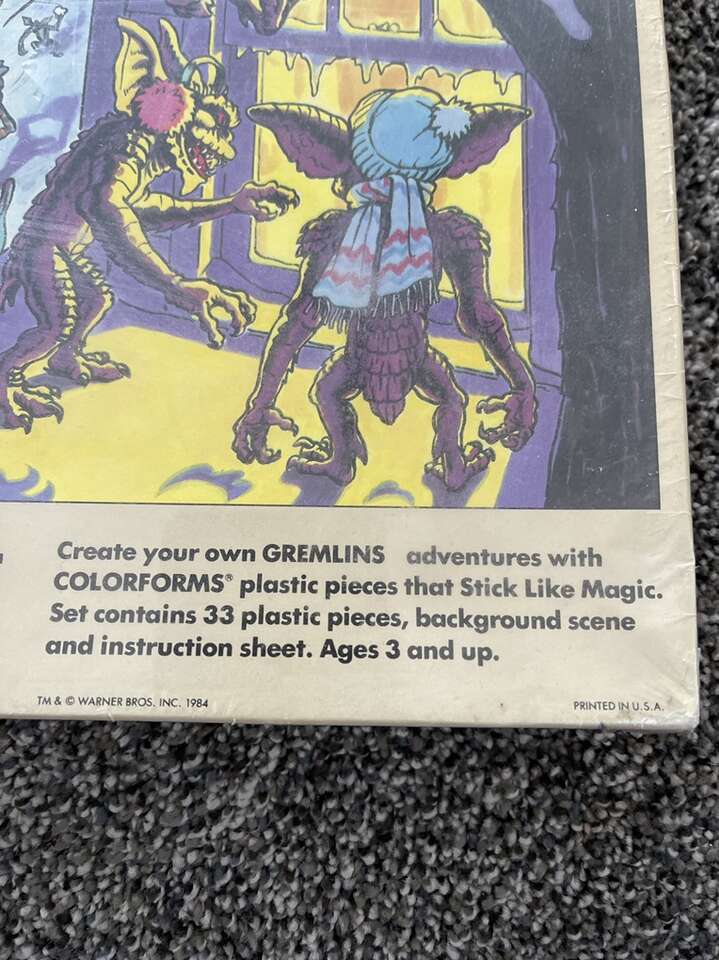 Create your own GREMLINS adventures with
COLORFORMS® plastic pieces that Stick Like Magic.
Set contains 33 plastic pieces, background scene
and instruction sheet. Ages 3 and up.
TM & © WARNER BROS. INC. 1984 PRINTED IN U.S.A.